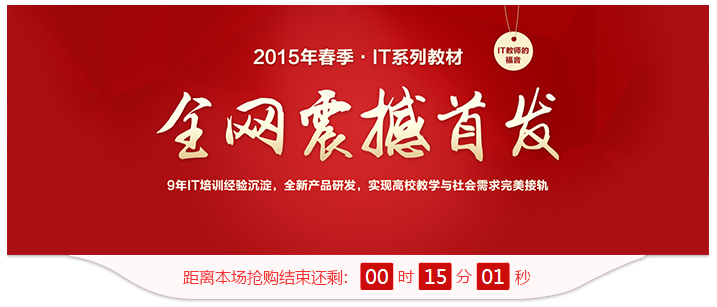 2015年春季·IT系列教材
IT教师的
福音
全网震撼首发
9年IT培训经验沉淀，全新产品研发，实现高校教学与社会需求完美接轨
距离本场抢购结束还剩： 00 时 15 分 01 秒